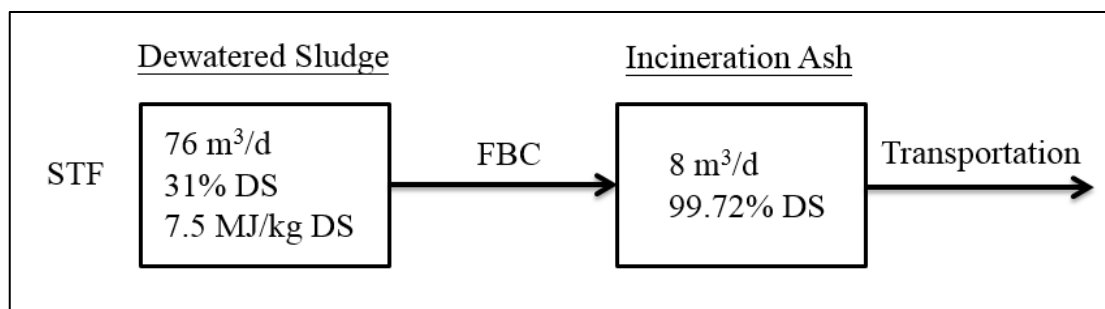 Dewatered Sludge
Incineration Ash
STF
76 m³/d
31% DS
7.5 MJ/kg DS
FBC
8 m³/d
99.72% DS
Transportation